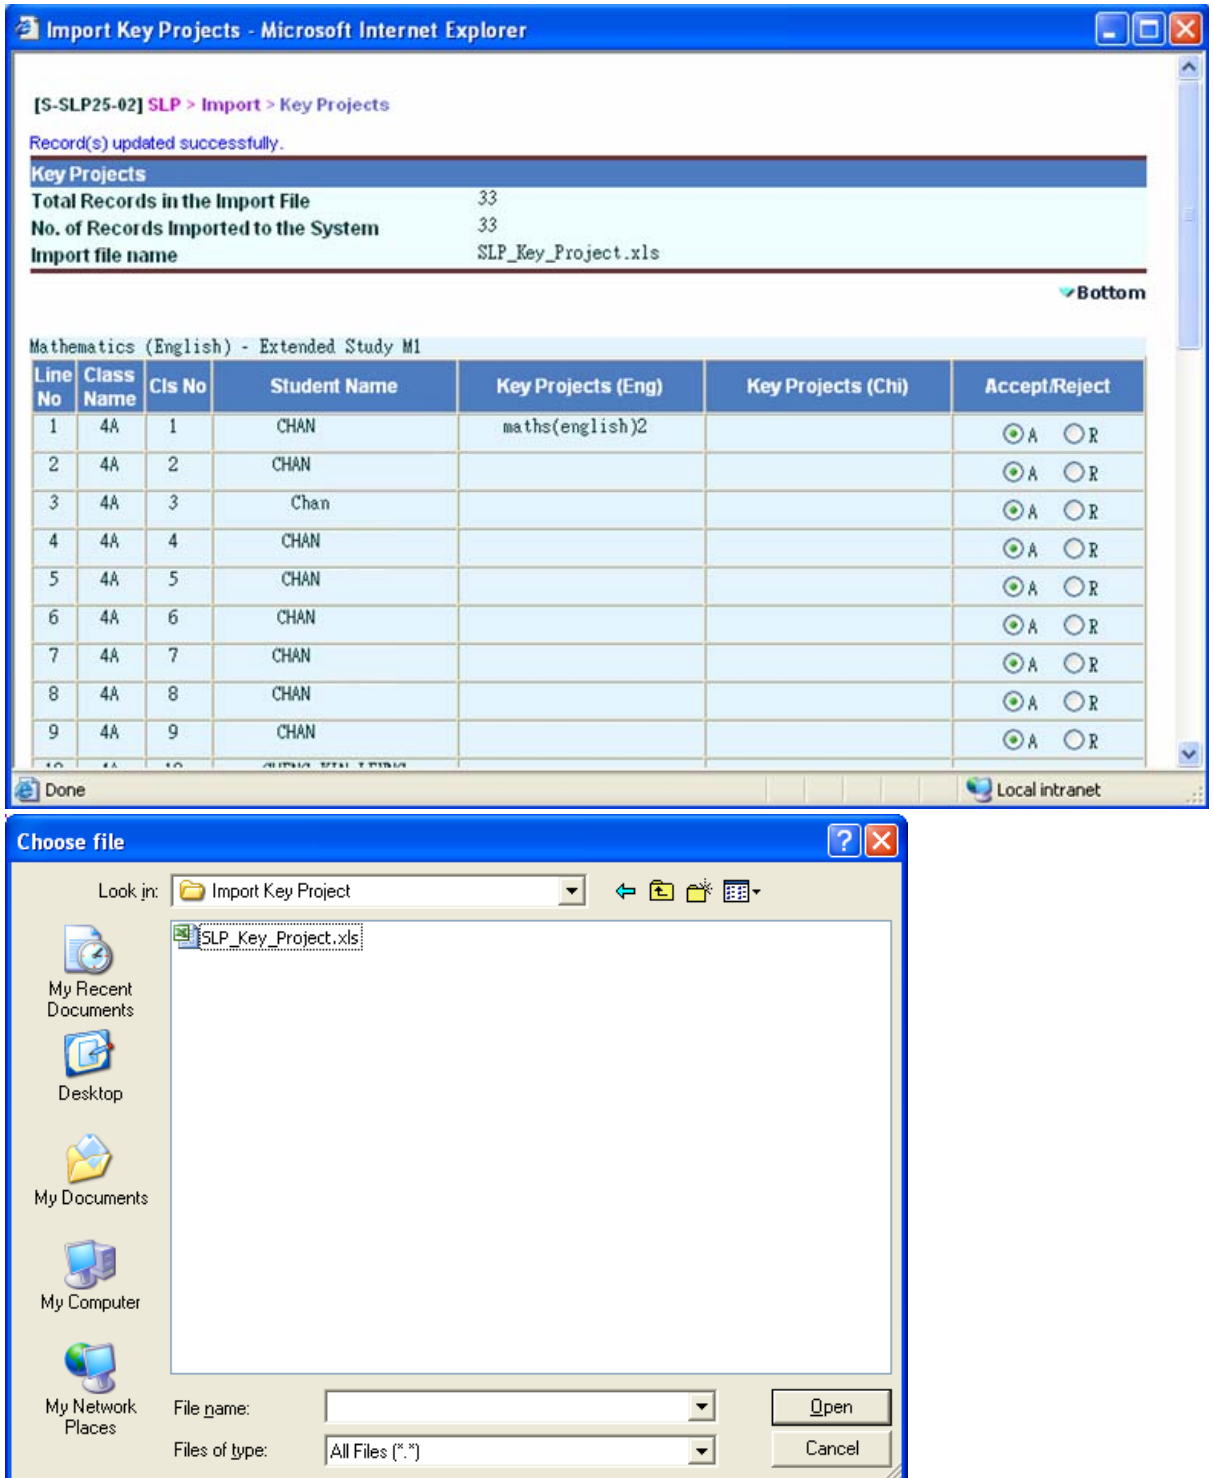 Import Key Projects - Microsoft Internet Explorer
[S-SLP25-02] SLP > Import > Key Projects
Record(s) updated successfully.
Key Projects
Total Records in the Import File 33
No. of Records Imported to the System 33
Import file name SLP_Key_Project.xls
Bottom
Mathematics (English) - Extended Study M1
Line No Class Name Cls No Student Name Key Projects (Eng) Key Projects (Chi) Accept/Reject
1 4A 1 CHAN maths(english)2 A R
2 4A 2 CHAN A R
3 4A 3 Chan A R
4 4A 4 CHAN A R
5 4A 5 CHAN A R
6 4A 6 CHAN A R
7 4A 7 CHAN A R
8 4A 8 CHAN A R
9 4A 9 CHAN A R
Done Local intranet
Choose file
Look in: Import Key Project
SLP_Key_Project.xls
My Recent
Documents
Desktop
My Documents
My Computer
My Network
Places
File name: Open
Files of type: All Files (*.*) Cancel